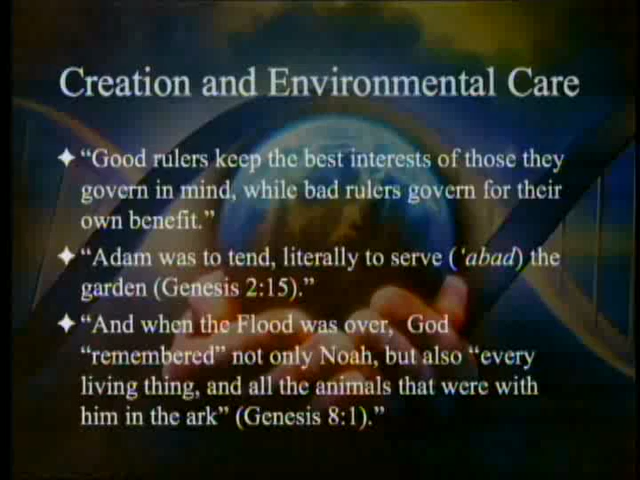 Creation and Environmental Care
✦ “Good rulers keep the best interests of those they
govern in mind, while bad rulers govern for their
own benefit.”
✦ “Adam was to tend, literally to serve (‘abad) the
garden (Genesis 2:15).”
✦ “And when the Flood was over, God
“remembered” not only Noah, but also “every
living thing, and all the animals that were with
him in the ark” (Genesis 8:1).”